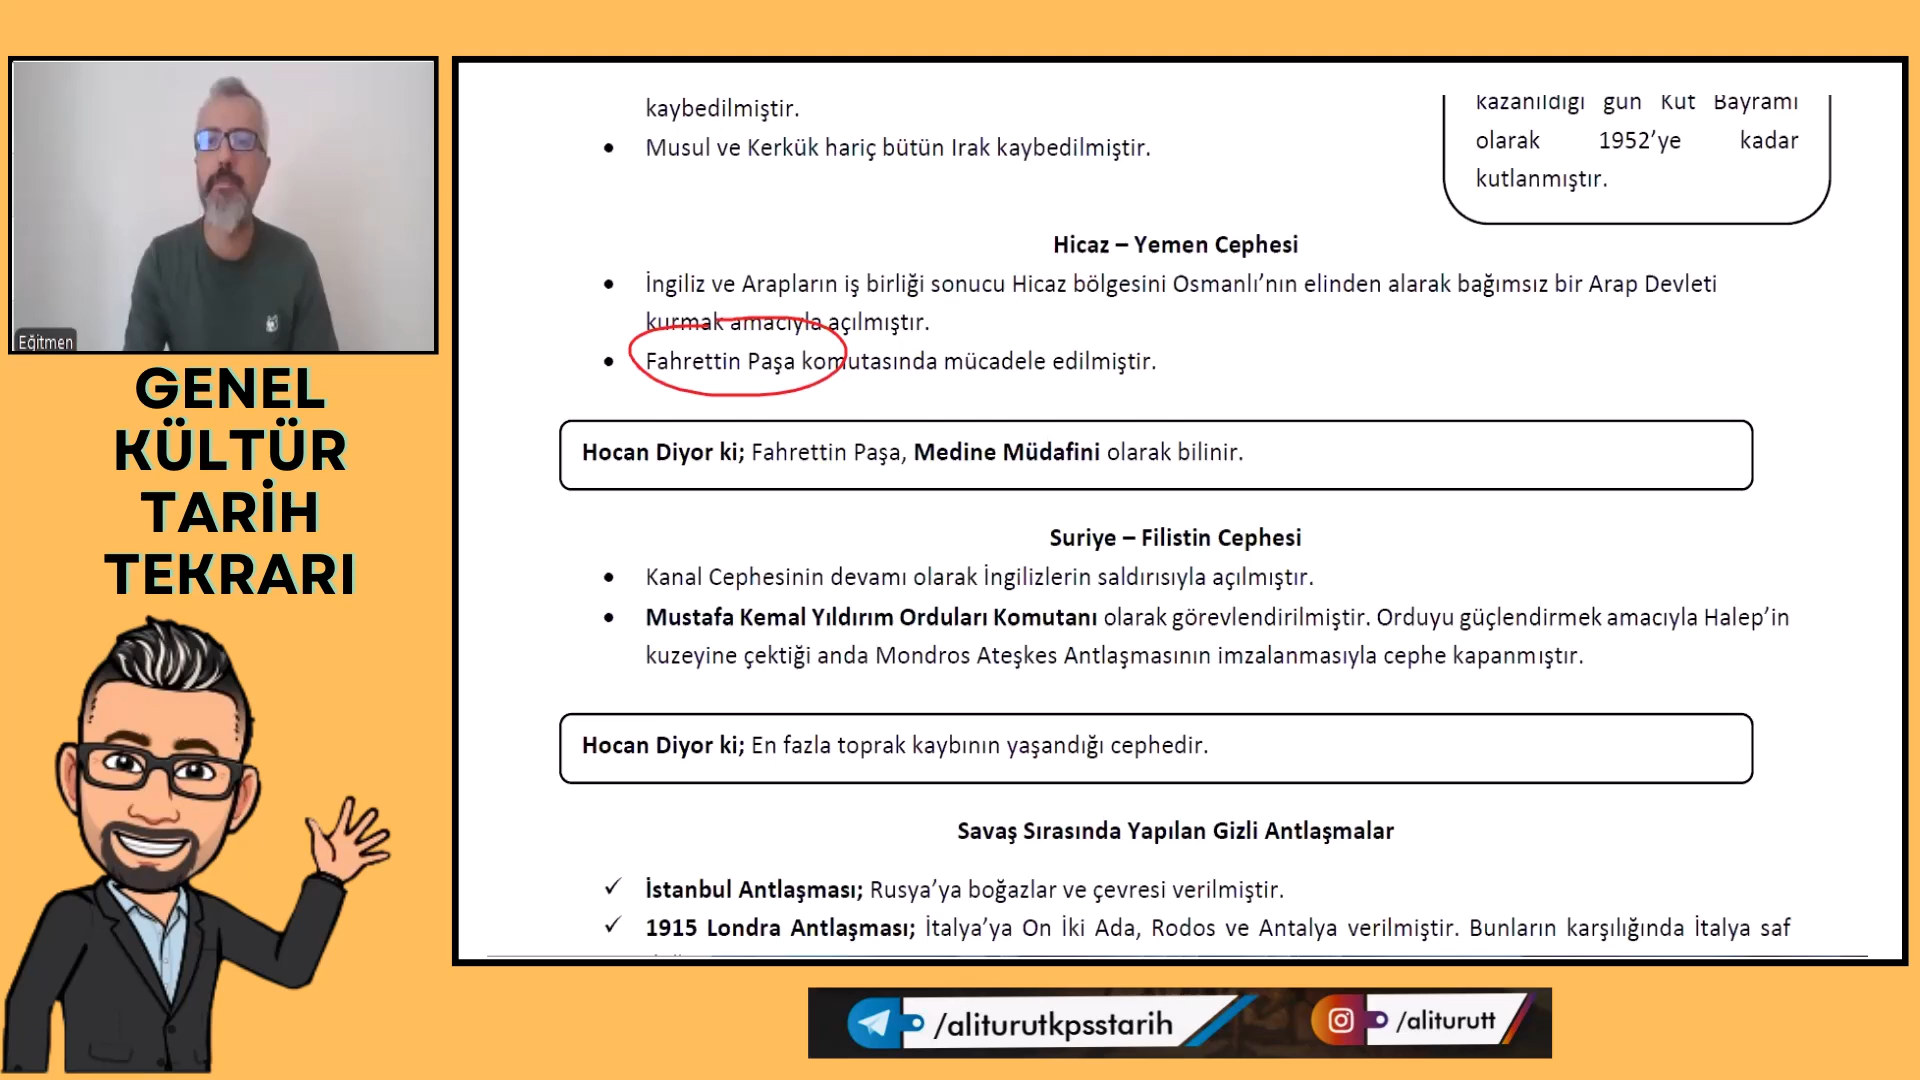 Eğitmen
GENEL
KÜLTÜR
TARİH
TEKRARI
kaybedilmiştir.
• Musul ve Kerkük hariç bütün Irak kaybedilmiştir.
kazanıldığı gün Kut Bayramı
olarak 1952’ye kadar
kutlanmıştır.
Hicaz – Yemen Cephesi
• İngiliz ve Arapların iş birliği sonucu Hicaz bölgesini Osmanlı’nın elinden alarak bağımsız bir Arap Devleti
kurmak amacıyla açılmıştır.
• Fahrettin Paşa komutasında mücadele edilmiştir.
Hocan Diyor ki; Fahrettin Paşa, Medine Müdafini olarak bilinir.
Suriye – Filistin Cephesi
• Kanal Cephesinin devamı olarak İngilizlerin saldırısıyla açılmıştır.
• Mustafa Kemal Yıldırım Orduları Komutanı olarak görevlendirilmiştir. Orduyu güçlendirmek amacıyla Halep’in
kuzeyine çektiği anda Mondros Ateşkes Antlaşmasının imzalanmasıyla cephe kapanmıştır.
Hocan Diyor ki; En fazla toprak kaybının yaşandığı cephedir.
Savaş Sırasında Yapılan Gizli Antlaşmalar
✓ İstanbul Antlaşması; Rusya’ya boğazlar ve çevresi verilmiştir.
✓ 1915 Londra Antlaşması; İtalya’ya On İki Ada, Rodos ve Antalya verilmiştir. Bunların karşılığında İtalya saf
/aliturutkpsstarih
/aliturutt